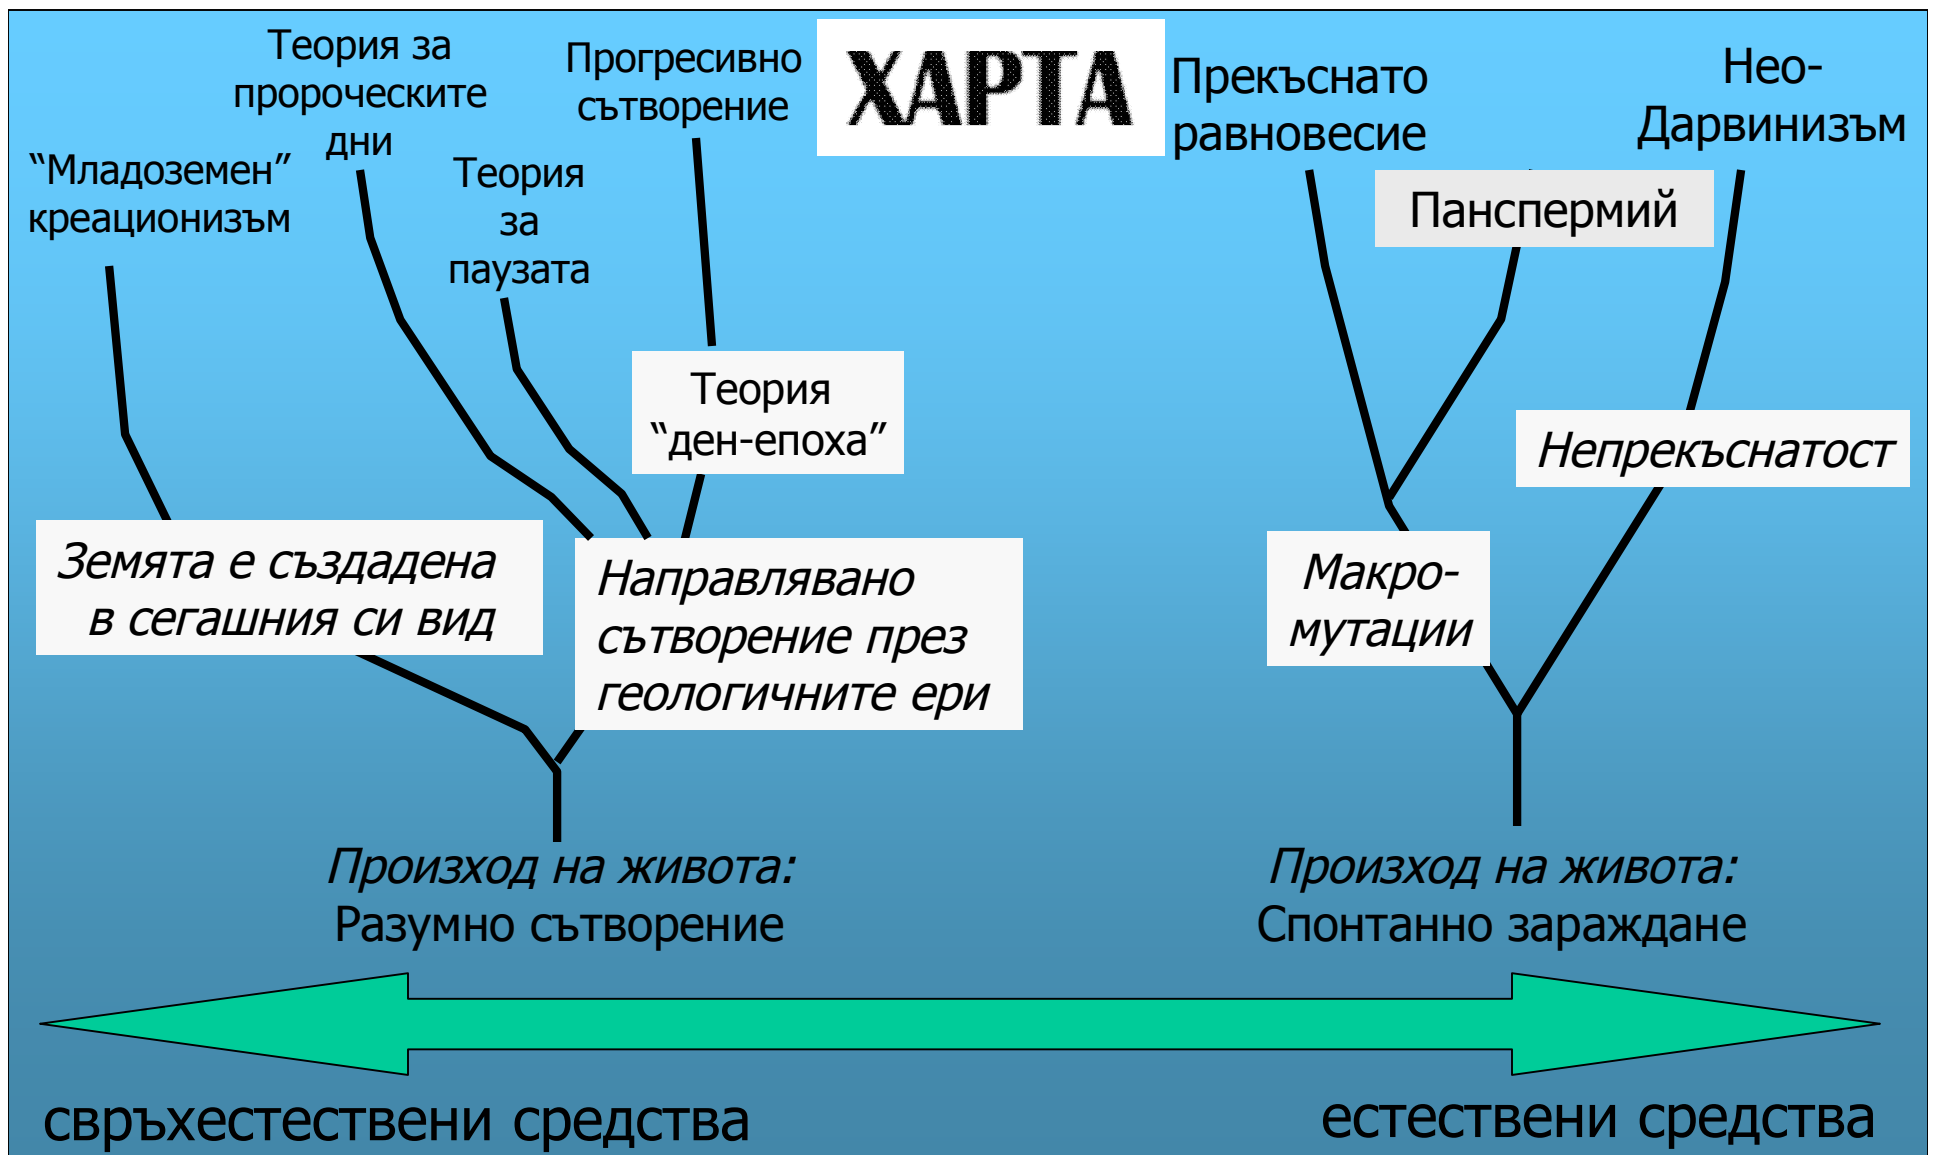 Теория за
пророческите
дни
Прогресивно
сътворение
ХАРТА
Прекъснато
равновесие
Нео-
Дарвинизъм
“Младоземен”
креационизъм
Теория
за
паузата
Панспермий
Теория
“ден-епоха”
Непрекъснатост
Земята е създадена
в сегашния си вид
Направлявано
сътворение през
геологичните ери
Макро-
мутации
Произход на живота:
Разумно сътворение
Произход на живота:
Спонтанно зараждане
свръхестествени средства
естествени средства